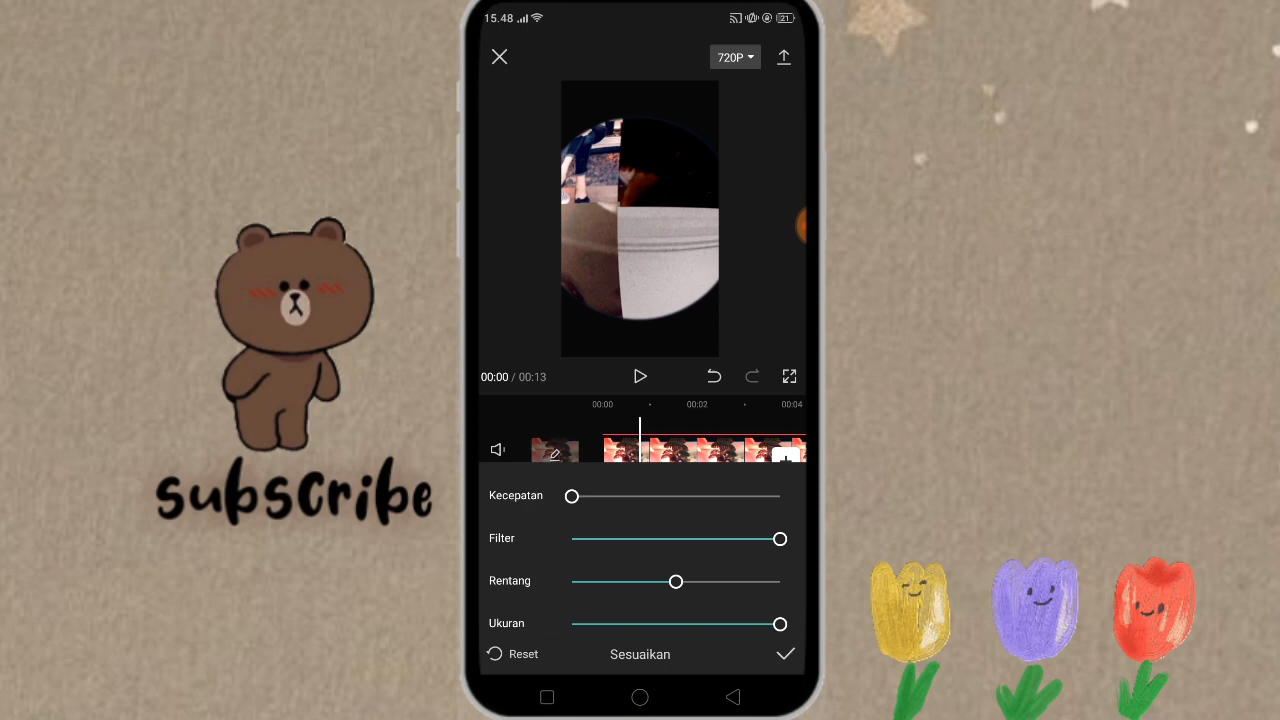 15.48
21
720P
00:00 / 00:13
00:00
00:02
00:04
Kecepatan
Filter
Rentang
Ukuran
Reset
Sesuaikan
subscribe